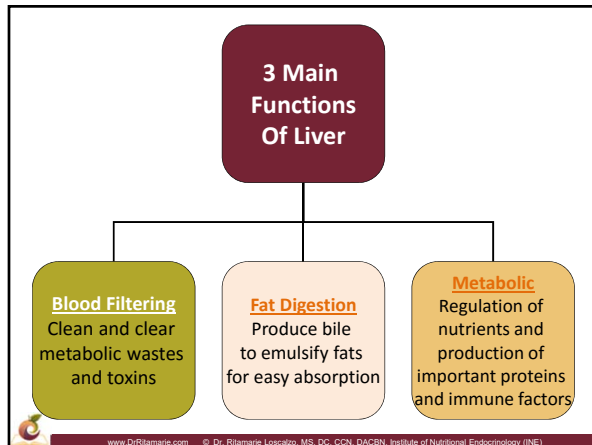 3 Main
Functions
Of Liver
Blood Filtering
Clean and clear
metabolic wastes
and toxins
Fat Digestion
Produce bile
to emulsify fats
for easy absorption
Metabolic
Regulation of
nutrients and
production of
important proteins
and immune factors
www.DrRitamarie.com © Dr. Ritamarie Loscalzo, MS, DC, CCN, DACBN, Institute of Nutritional Endocrinology (INE)